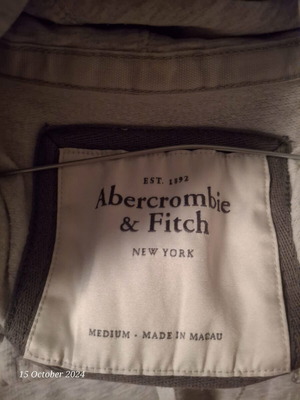 EST. 1892
Abercrombie
& Fitch
NEW YORK
MEDIUM - MADE IN MACAU
15 October 2024